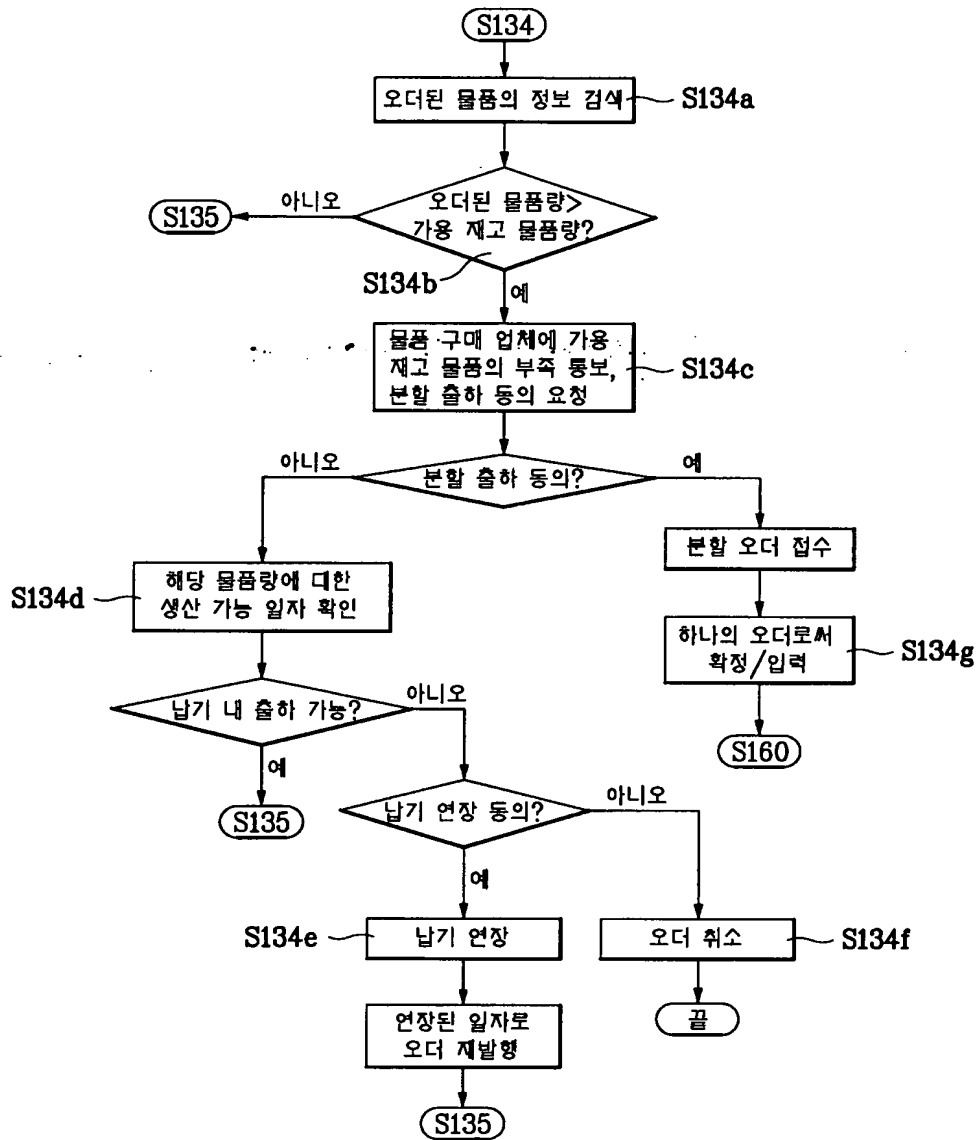 S134
오더된 물품의 정보 검색
S134a
오더된 물품량>
가용 재고 물품량?
아니오
S135
S134b
예
물품 구매 업체에 가용
재고 물품의 부족 통보,
분할 출하 동의 요청
S134c
아니오
분할 출하 동의?
예
분할 오더 접수
해당 물품량에 대한
생산 가능 일자 확인
S134d
하나의 오더로써
확정/입력
S134g
S160
납기 내 출하 가능?
아니오
예
S135
납기 연장 동의?
아니오
예
S134e
납기 연장
오더 취소
S134f
끝
연장된 일자로
오더 재발행
S135